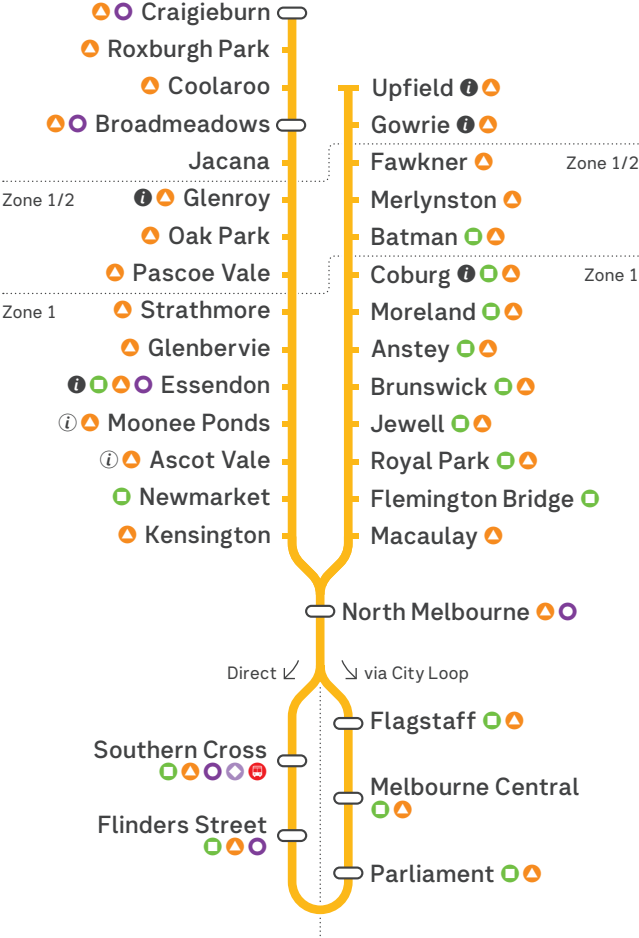 Craigieburn
Roxburgh Park
Coolaroo
Broadmeadows
Jacana
Zone 1/2
i Glenroy
Oak Park
Pascoe Vale
Zone 1
Strathmore
Glenbervie
i Essendon
i Moonee Ponds
i Ascot Vale
Newmarket
Kensington
Upfield i
Gowrie i
Fawkner
Zone 1/2
Merlynston
Batman
Coburg i
Zone 1
Moreland
Anstey
Brunswick
Jewell
Royal Park
Flemington Bridge
Macaulay
North Melbourne
Direct
via City Loop
Southern Cross
Flinders Street
Flagstaff
Melbourne Central
Parliament